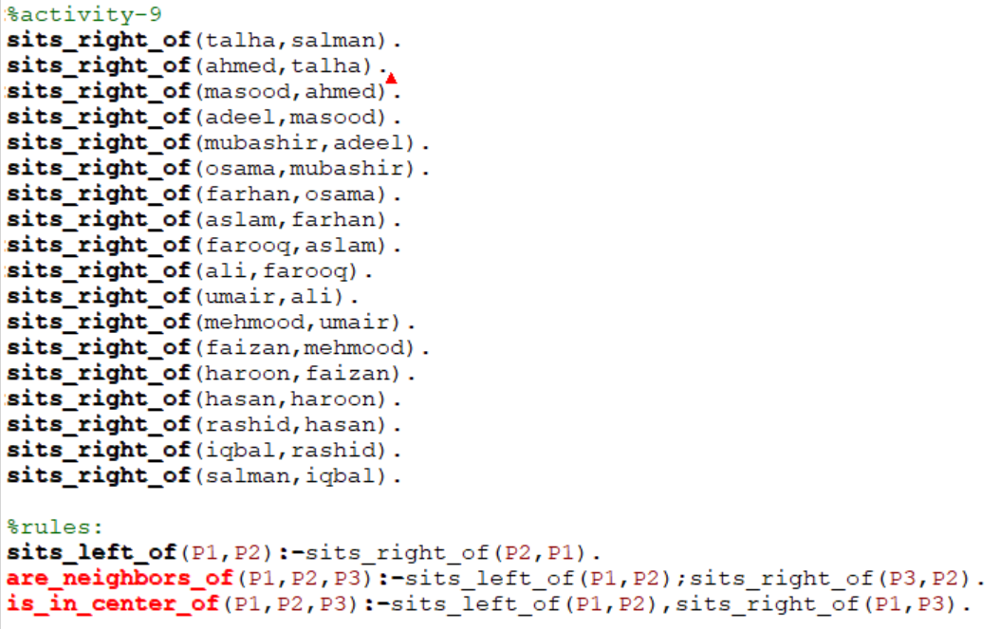 %activity-9
sits_right_of(talha,salman).
sits_right_of(ahmed,talha).
sits_right_of(masood,ahmed).
sits_right_of(adeel,masood).
sits_right_of(mubashir,adeel).
sits_right_of(osama,mubashir).
sits_right_of(farhan,osama).
sits_right_of(aslam,farhan).
sits_right_of(farooq,aslam).
sits_right_of(ali,farooq).
sits_right_of(umair,ali).
sits_right_of(mehmood,umair).
sits_right_of(faizan,mehmood).
sits_right_of(haroon,faizan).
sits_right_of(hasan,haroon).
sits_right_of(rashid,hasan).
sits_right_of(iqbal,rashid).
sits_right_of(salman,iqbal).
%rules:
sits_left_of(P1,P2):-sits_right_of(P2,P1).
are_neighbors_of(P1,P2,P3):-sits_left_of(P1,P2);sits_right_of(P3,P2).
is_in_center_of(P1,P2,P3):-sits_left_of(P1,P2),sits_right_of(P1,P3).